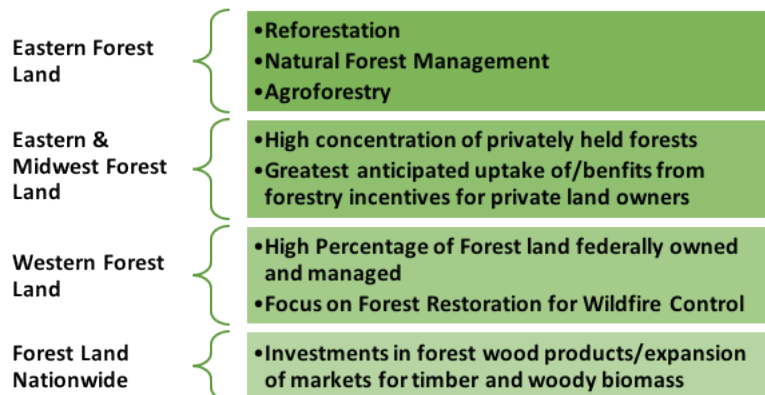 Eastern Forest
Land
•Reforestation
•Natural Forest Management
•Agroforestry
Eastern &
Midwest Forest
Land
•High concentration of privately held forests
•Greatest anticipated uptake of/benfits from
forestry incentives for private land owners
Western Forest
Land
•High Percentage of Forest land federally owned
and managed
•Focus on Forest Restoration for Wildfire Control
Forest Land
Nationwide
•Investments in forest wood products/expansion
of markets for timber and woody biomass